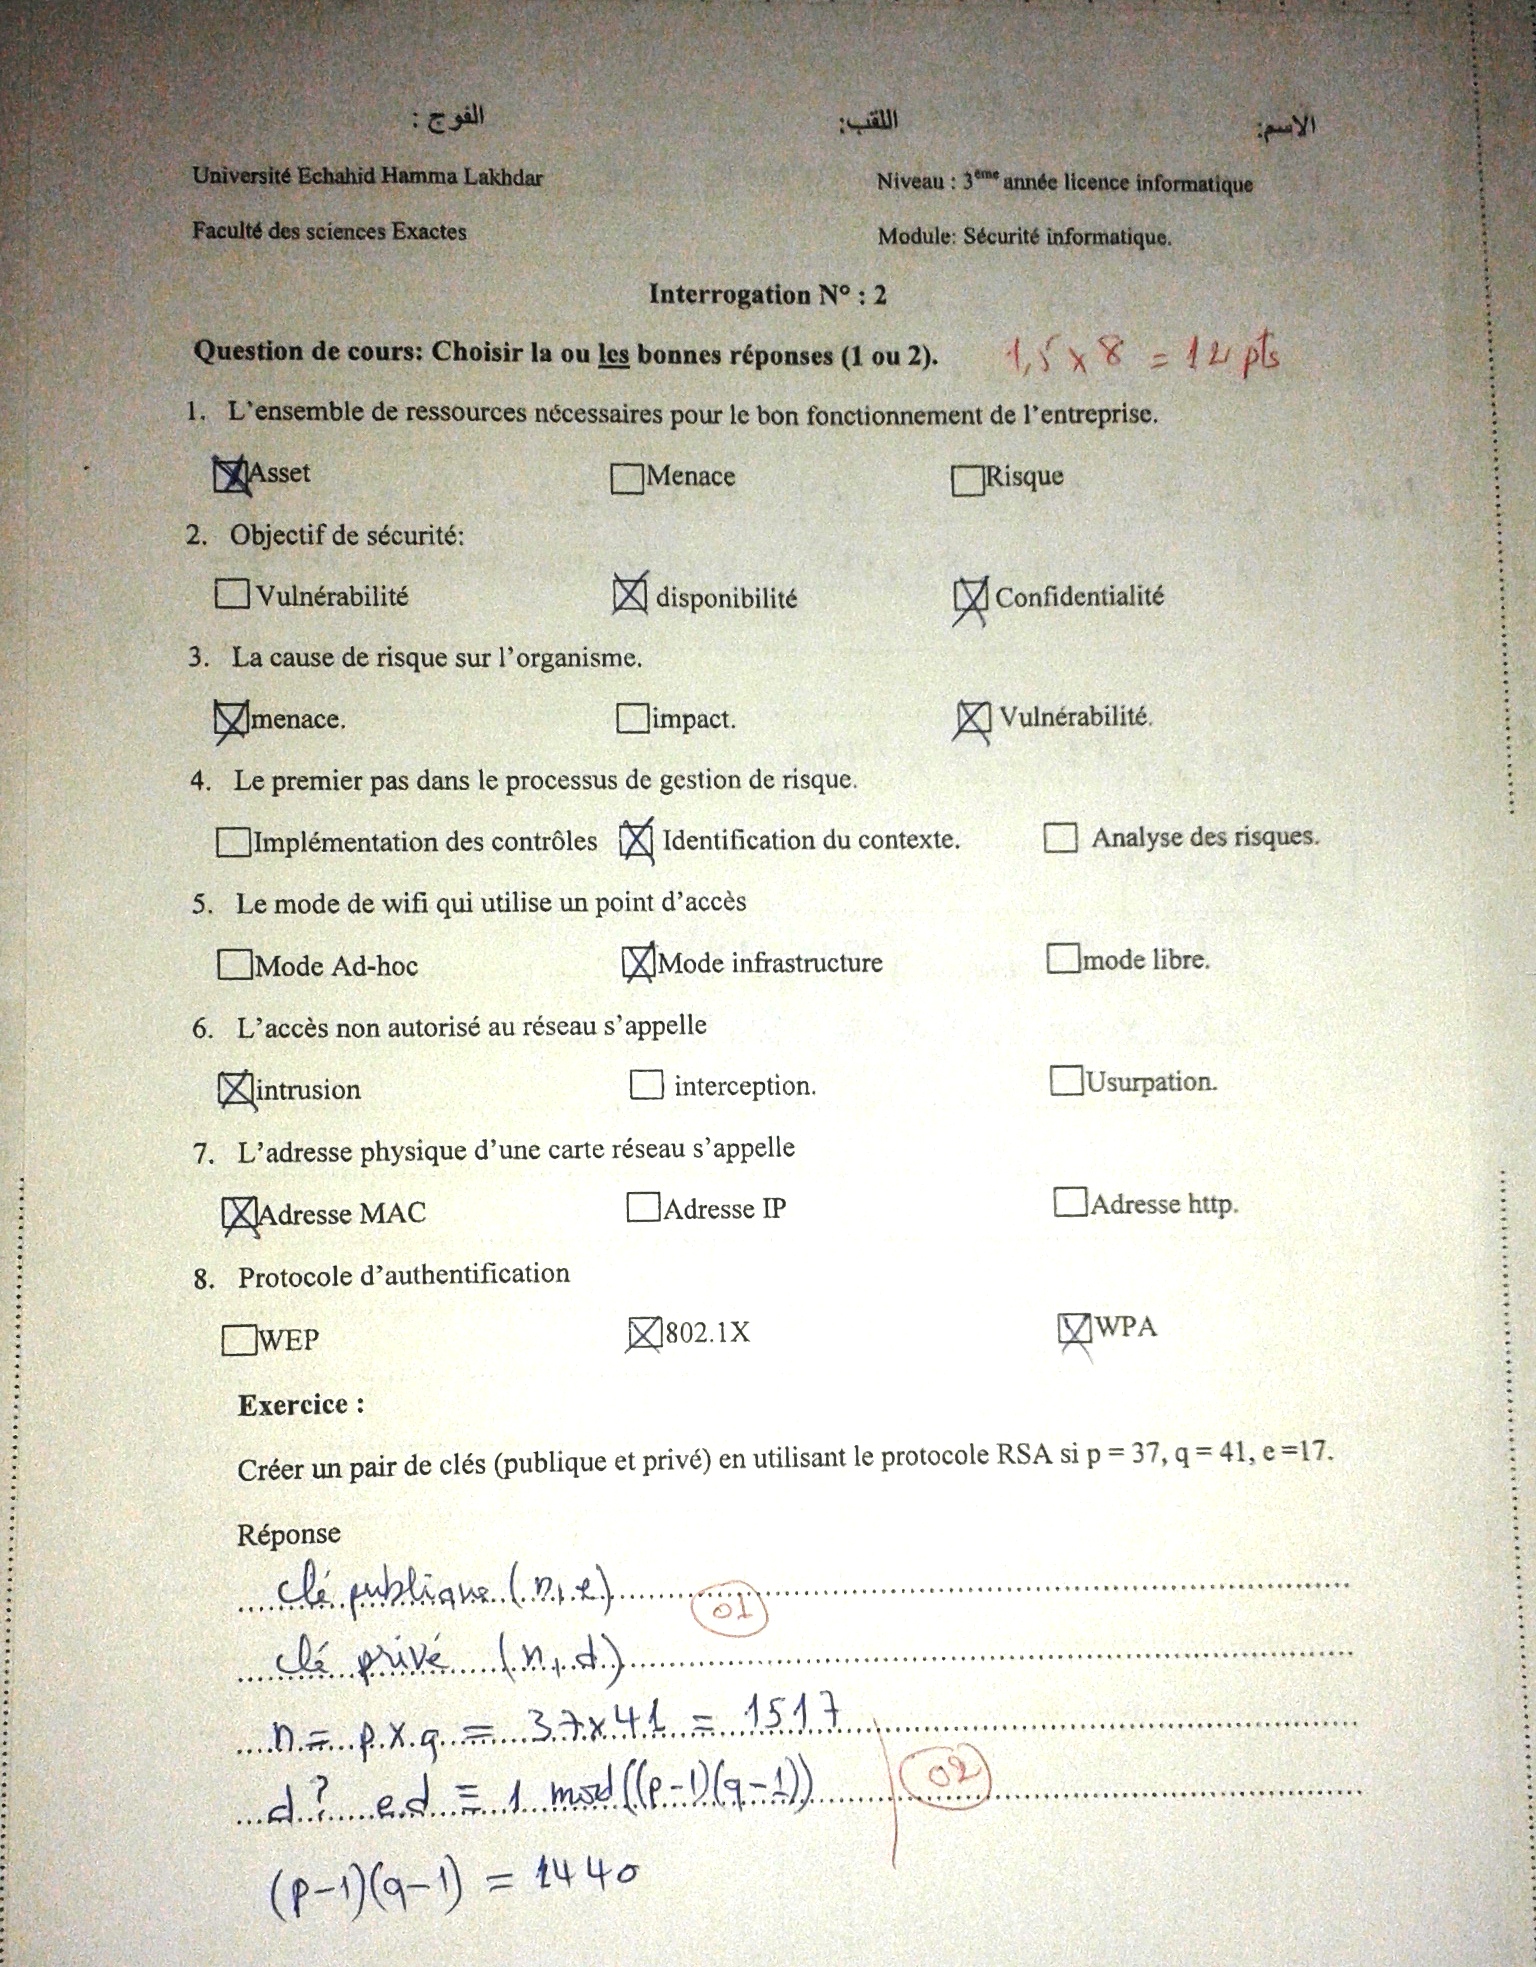 الاسم: اللقب: الفوج :
Université Echahid Hamma Lakhdar Niveau : 3ème année licence informatique
Faculté des sciences Exactes Module: Sécurité informatique.
Interrogation N° : 2
Question de cours: Choisir la ou les bonnes réponses (1 ou 2). 1,5 x 8 = 12 pts
1. L'ensemble de ressources nécessaires pour le bon fonctionnement de l'entreprise.
Asset Menace Risque
2. Objectif de sécurité:
Vulnérabilité disponibilité Confidentialité
3. La cause de risque sur l'organisme.
menace. impact. Vulnérabilité.
4. Le premier pas dans le processus de gestion de risque.
Implémentation des contrôles Identification du contexte. Analyse des risques.
5. Le mode de wifi qui utilise un point d'accès
Mode Ad-hoc Mode infrastructure mode libre.
6. L'accès non autorisé au réseau s'appelle
intrusion interception. Usurpation.
7. L'adresse physique d'une carte réseau s'appelle
Adresse MAC Adresse IP Adresse http.
8. Protocole d'authentification
WEP 802.1X WPA
Exercice :
Créer un pair de clés (publique et privé) en utilisant le protocole RSA si p = 37, q = 41, e =17.
Réponse
clé publique (n, e) 01
clé privé (n, d)
n = p x q = 37 x 41 = 1517
d? e.d ≡ 1 mod ((p-1)(q-1)) 02
(p-1)(q-1) = 1440